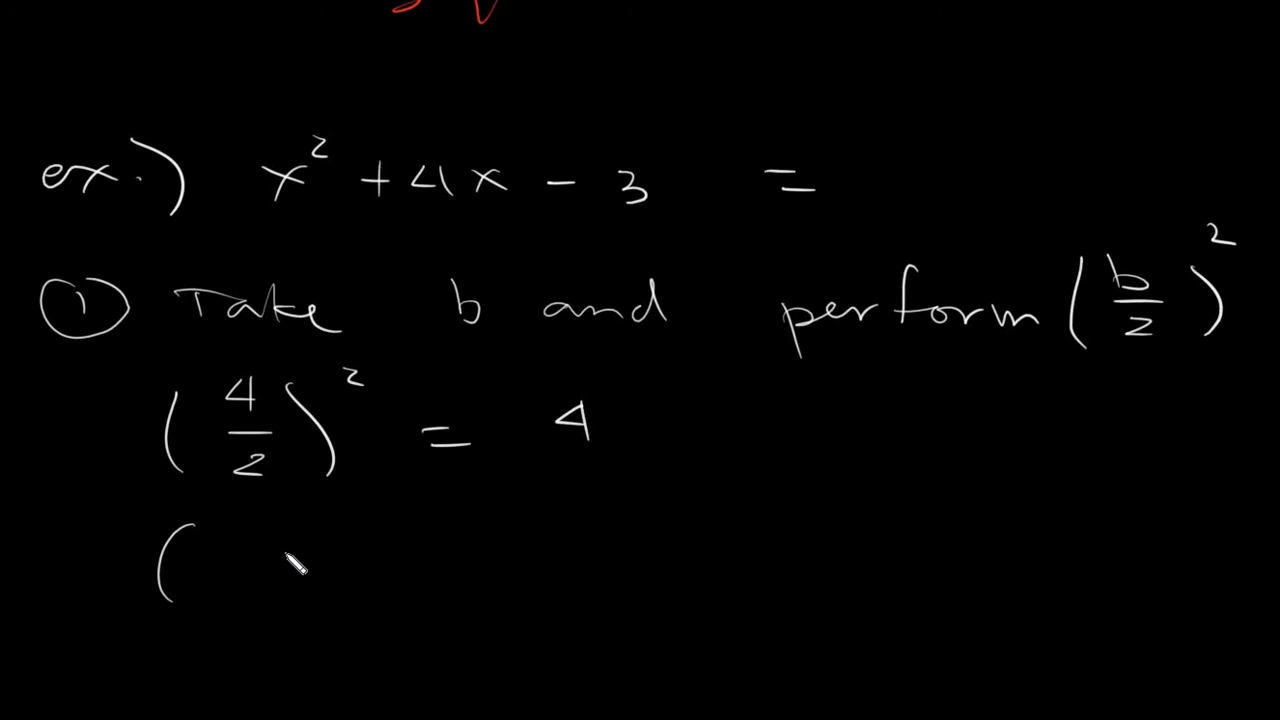 ex.) x² + 4x - 3 =
① Take b and perform (b/2)²
(4/2)² = 4
(